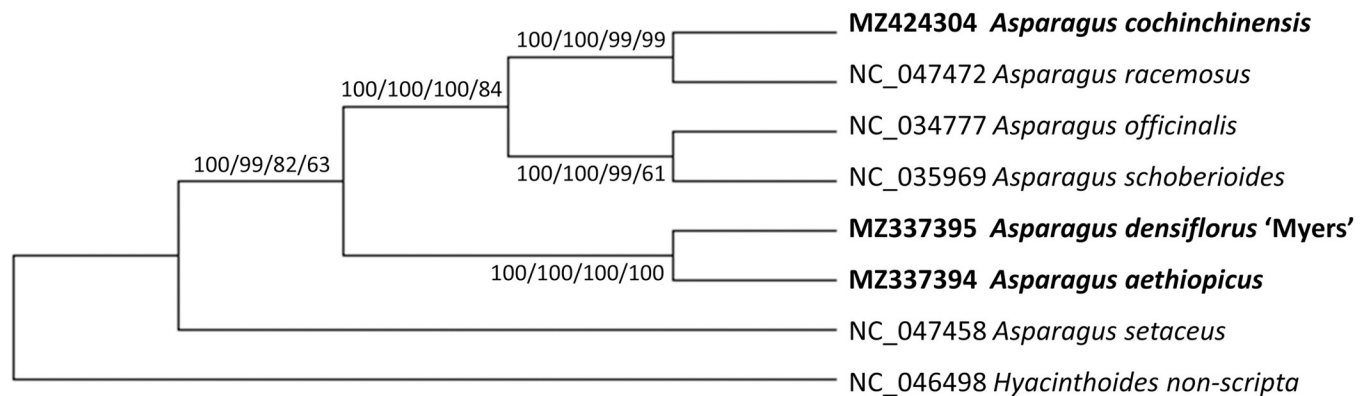 MZ424304 Asparagus cochinchinensis
100/100/99/99
NC_047472 Asparagus racemosus
100/100/100/84
NC_034777 Asparagus officinalis
100/99/82/63
100/100/99/61
NC_035969 Asparagus schoberioides
MZ337395 Asparagus densiflorus ‘Myers’
100/100/100/100
MZ337394 Asparagus aethiopicus
NC_047458 Asparagus setaceus
NC_046498 Hyacinthoides non-scripta